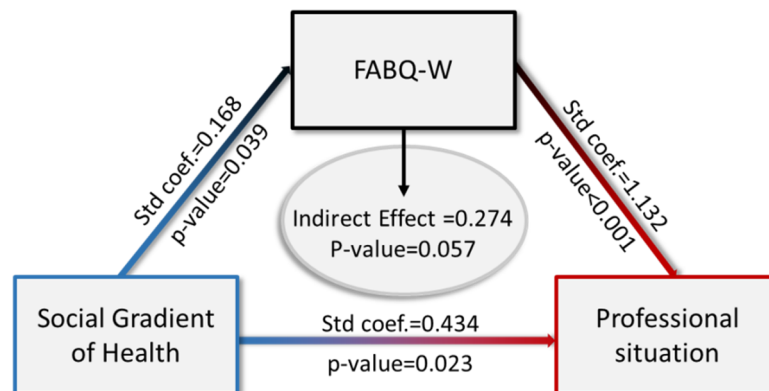 FABQ-W
Std coef.=0.168
p-value=0.039
Std coef.=1.132
p-value<0.001
Indirect Effect =0.274
P-value=0.057
Social Gradient
of Health
Std coef.=0.434
p-value=0.023
Professional
situation